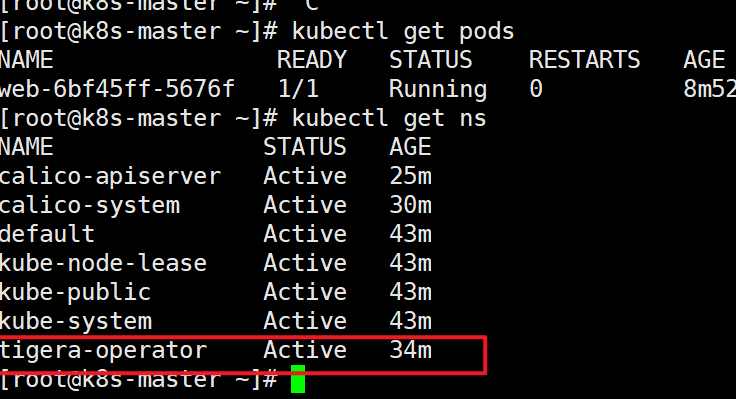 [root@k8s-master ~]# ^C
[root@k8s-master ~]# kubectl get pods
NAME READY STATUS RESTARTS AGE
web-6bf45ff-5676f 1/1 Running 0 8m52
[root@k8s-master ~]# kubectl get ns
NAME STATUS AGE
calico-apiserver Active 25m
calico-system Active 30m
default Active 43m
kube-node-lease Active 43m
kube-public Active 43m
kube-system Active 43m
tigera-operator Active 34m
[root@k8s-master ~]#